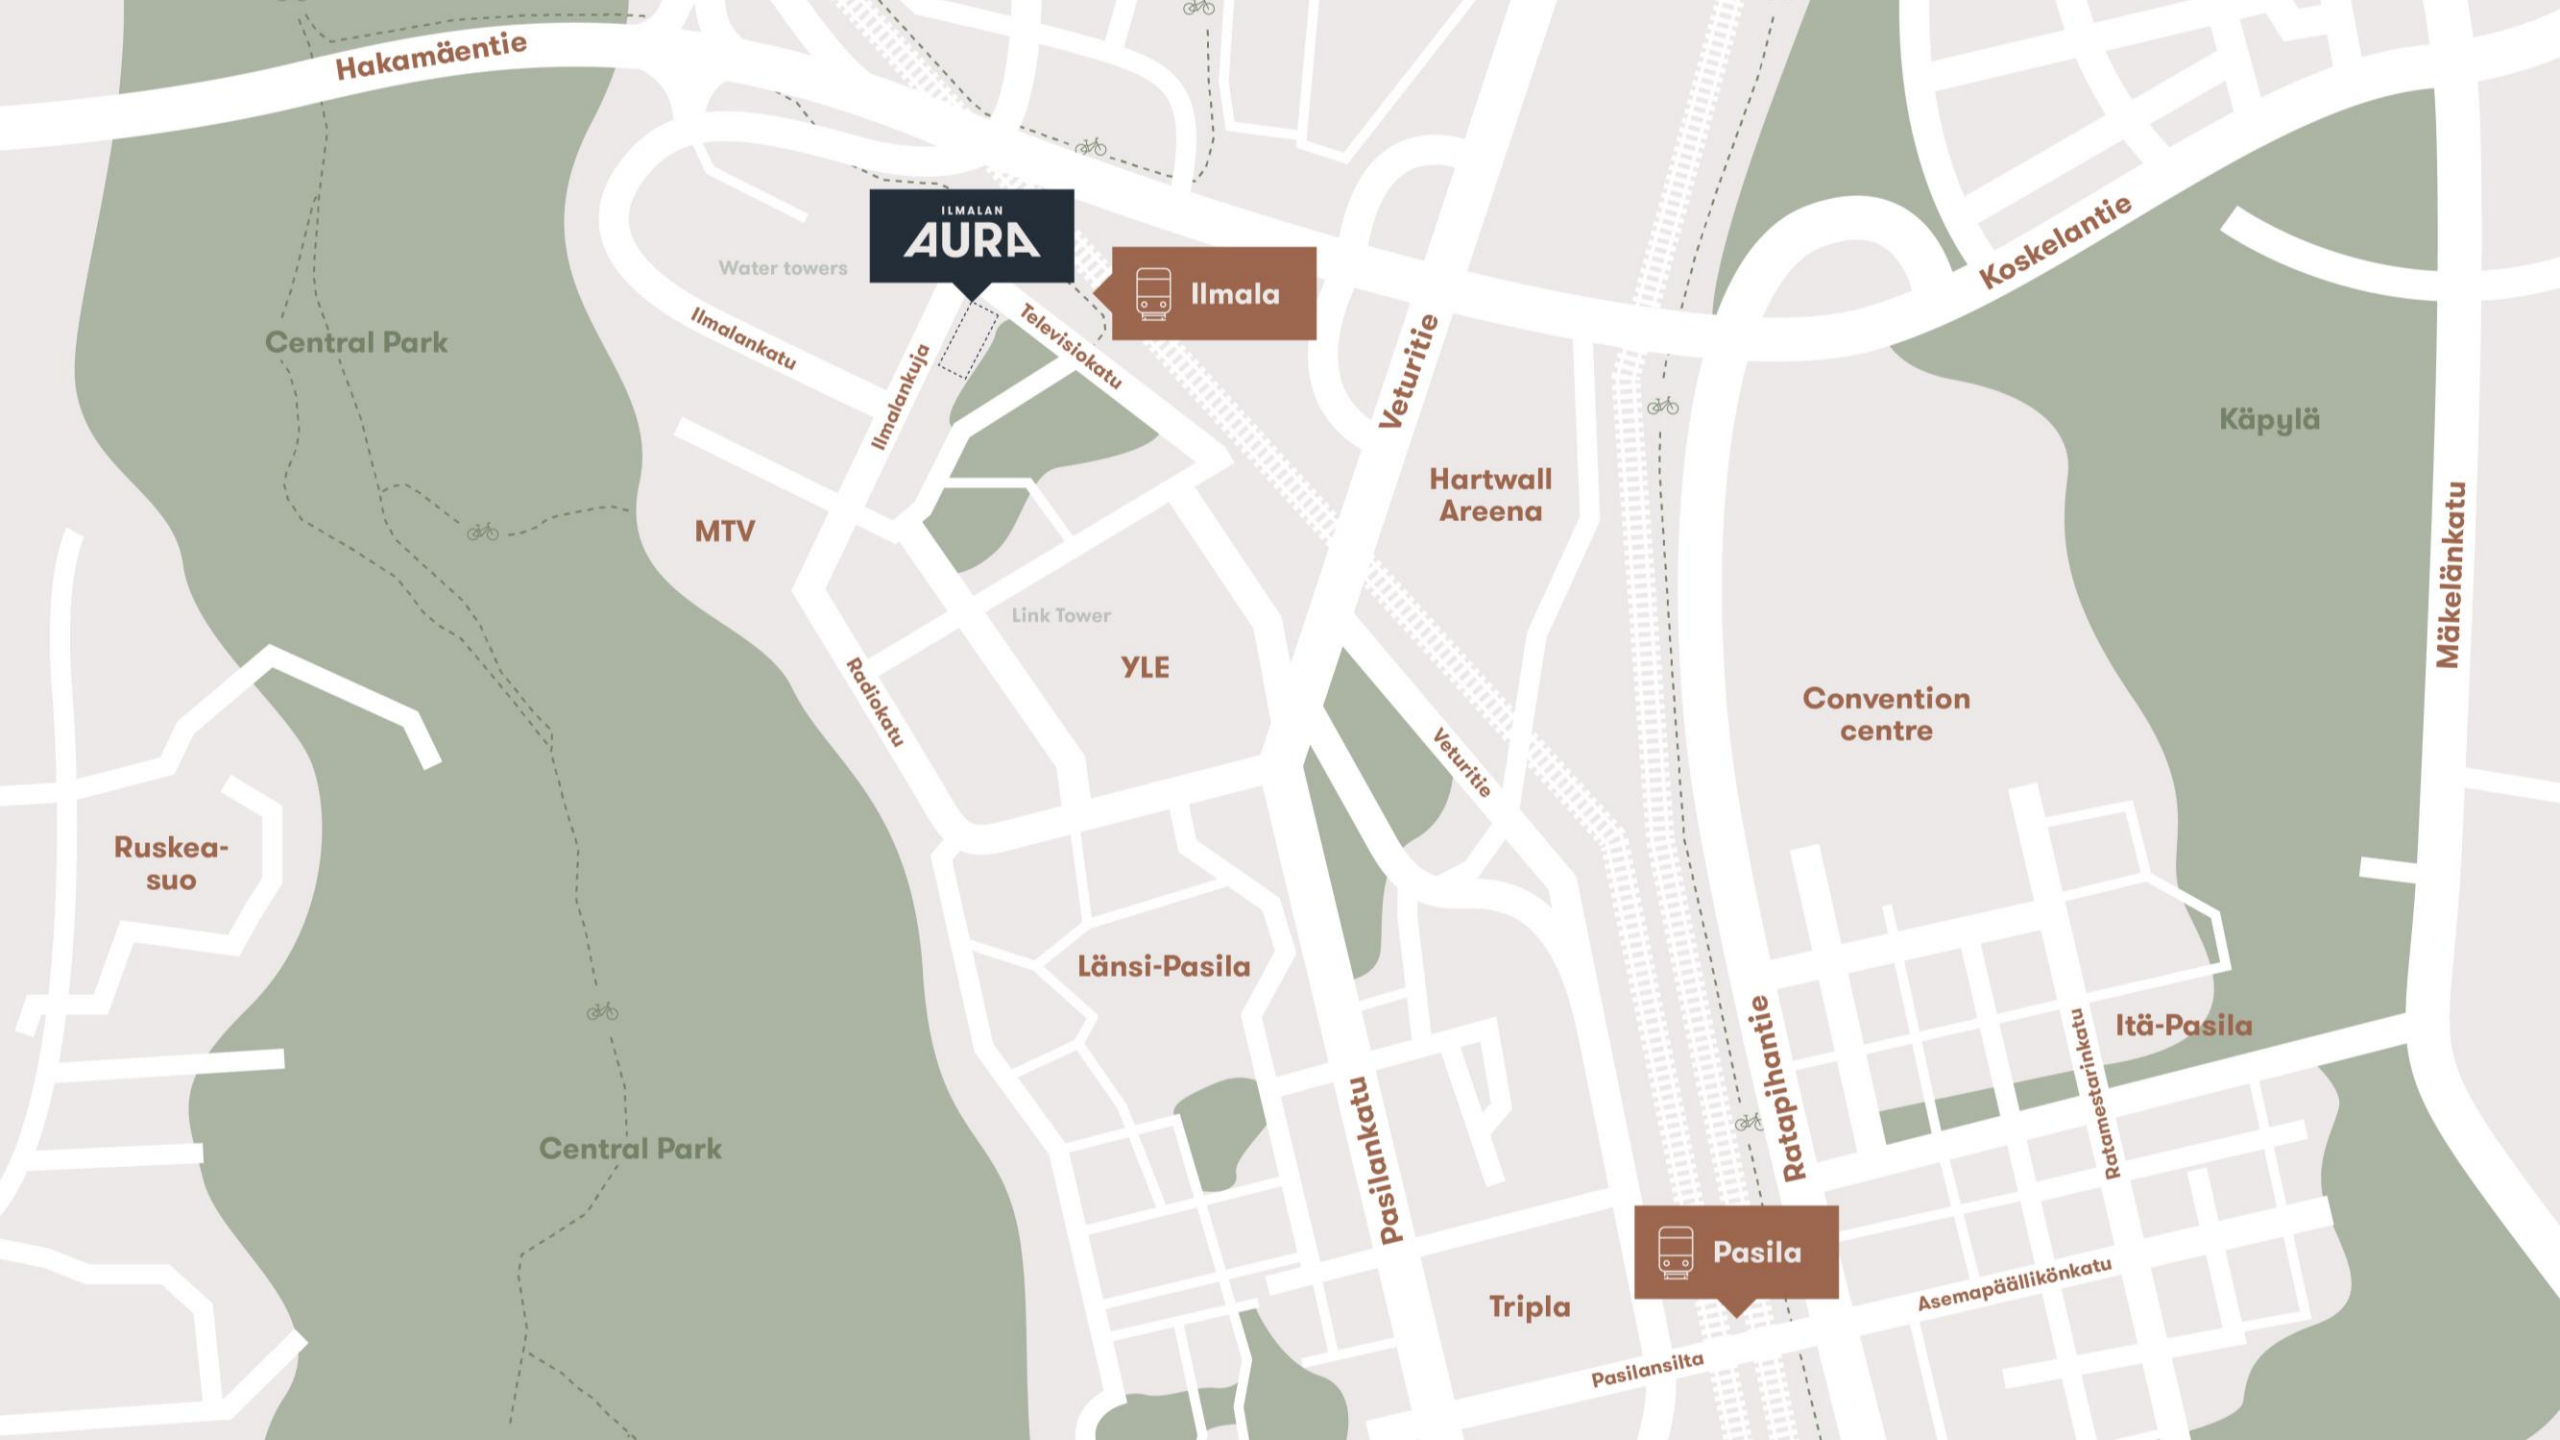 Hakamäentie
ILMALAN
AURA
Ilmala
Koskelantie
Water towers
Ilmalankatu
Ilmalankuja
Televisiokatu
Central Park
Veturitie
Käpylä
Hartwall
Areena
MTV
Mäkelänkatu
Link Tower
YLE
Radiokatu
Veturitie
Convention
centre
Ruskea-
suo
Länsi-Pasila
Itä-Pasila
Ratapihantie
Ratamestarinkatu
Pasilankatu
Central Park
Pasila
Asemapäällikönkatu
Tripla
Pasilansilta